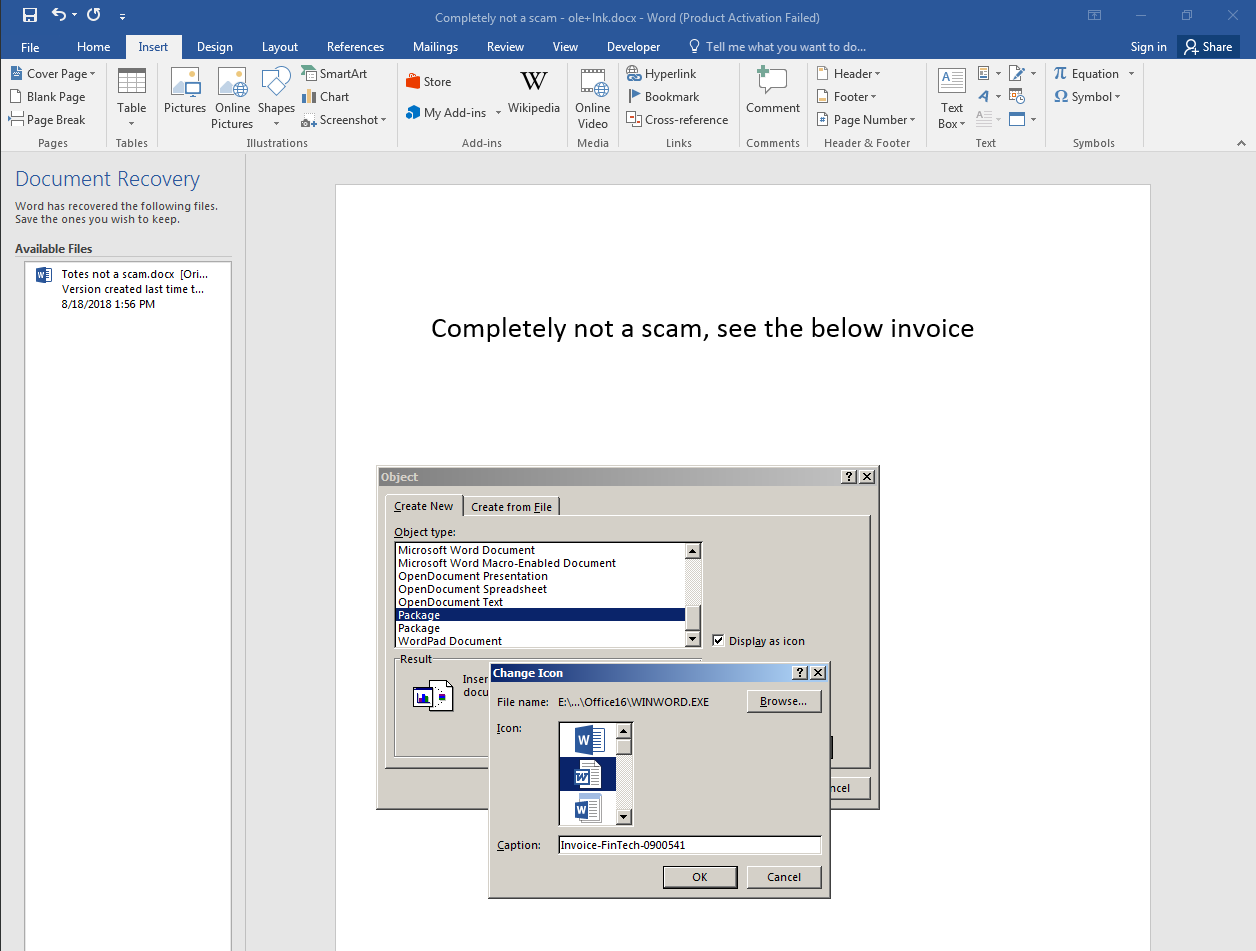 Completely not a scam - ole+lnk.docx - Word (Product Activation Failed)
File Home Insert Design Layout References Mailings Review View Developer Tell me what you want to do... Sign in Share
Cover Page
Blank Page
Page Break
Pages
Table
Tables
Pictures
Online Pictures
Shapes
SmartArt
Chart
Screenshot
Illustrations
Store
My Add-ins
W
Wikipedia
Add-ins
Online Video
Media
Hyperlink
Bookmark
Cross-reference
Links
Comment
Comments
Header
Footer
Page Number
Header & Footer
A
Text Box
Text
π Equation
Ω Symbol
Symbols
Document Recovery
Word has recovered the following files.
Save the ones you wish to keep.
Available Files
Totes not a scam.docx [Ori...
Version created last time t...
8/18/2018 1:56 PM
Completely not a scam, see the below invoice
Object
Create New Create from File
Object type:
Microsoft Word Document
Microsoft Word Macro-Enabled Document
OpenDocument Presentation
OpenDocument Spreadsheet
OpenDocument Text
Package
Package
WordPad Document
Display as icon
Result
Inser
docu
ncel
Change Icon
File name: E:\...\Office16\WINWORD.EXE
Browse...
Icon:
Caption: Invoice-FinTech-0900541
OK Cancel